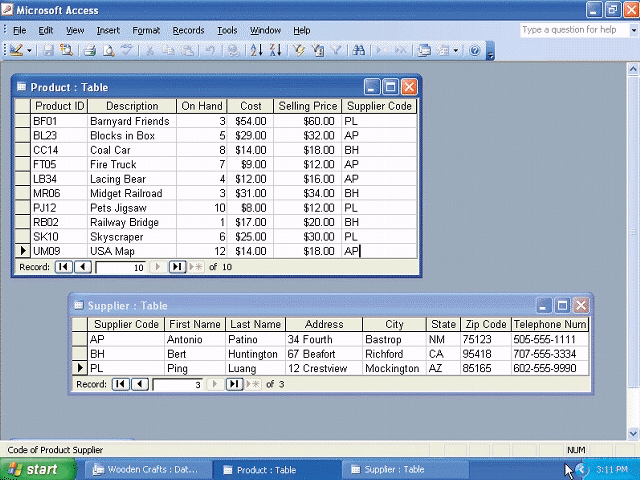 Microsoft Access
File Edit View Insert Format Records Tools Window Help Type a question for help
Product : Table
Product ID Description On Hand Cost Selling Price Supplier Code
BF01 Barnyard Friends 3 $54.00 $60.00 PL
BL23 Blocks in Box 5 $29.00 $32.00 AP
CC14 Coal Car 8 $14.00 $18.00 BH
FT05 Fire Truck 7 $9.00 $12.00 AP
LB34 Lacing Bear 4 $12.00 $16.00 AP
MR06 Midget Railroad 3 $31.00 $34.00 BH
PJ12 Pets Jigsaw 10 $8.00 $12.00 PL
RB02 Railway Bridge 1 $17.00 $20.00 BH
SK10 Skyscraper 6 $25.00 $30.00 PL
UM09 USA Map 12 $14.00 $18.00 AP
Record: 10 of 10
Supplier : Table
Supplier Code First Name Last Name Address City State Zip Code Telephone Num
AP Antonio Patino 34 Fourth Bastrop NM 75123 505-555-1111
BH Bert Huntington 67 Beafort Richford CA 95418 707-555-3334
PL Ping Luang 12 Crestview Mockington AZ 85165 602-555-9990
Record: 3 of 3
Code of Product Supplier NUM
start Wooden Crafts : Dat... Product : Table Supplier : Table 3:11 PM